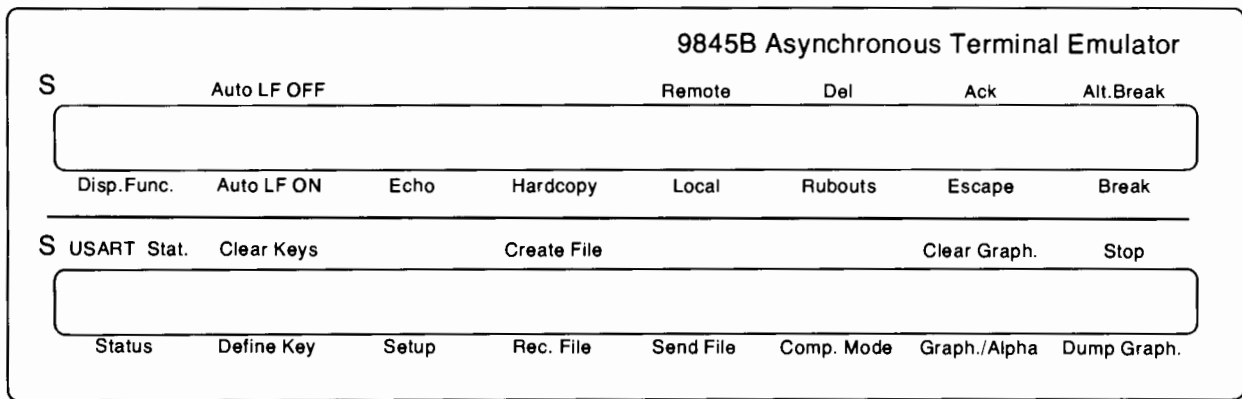 9845B Asynchronous Terminal Emulator
S Auto LF OFF Remote Del Ack Alt.Break
Disp.Func. Auto LF ON Echo Hardcopy Local Rubouts Escape Break
S USART Stat. Clear Keys Create File Clear Graph. Stop
Status Define Key Setup Rec. File Send File Comp. Mode Graph./Alpha Dump Graph.